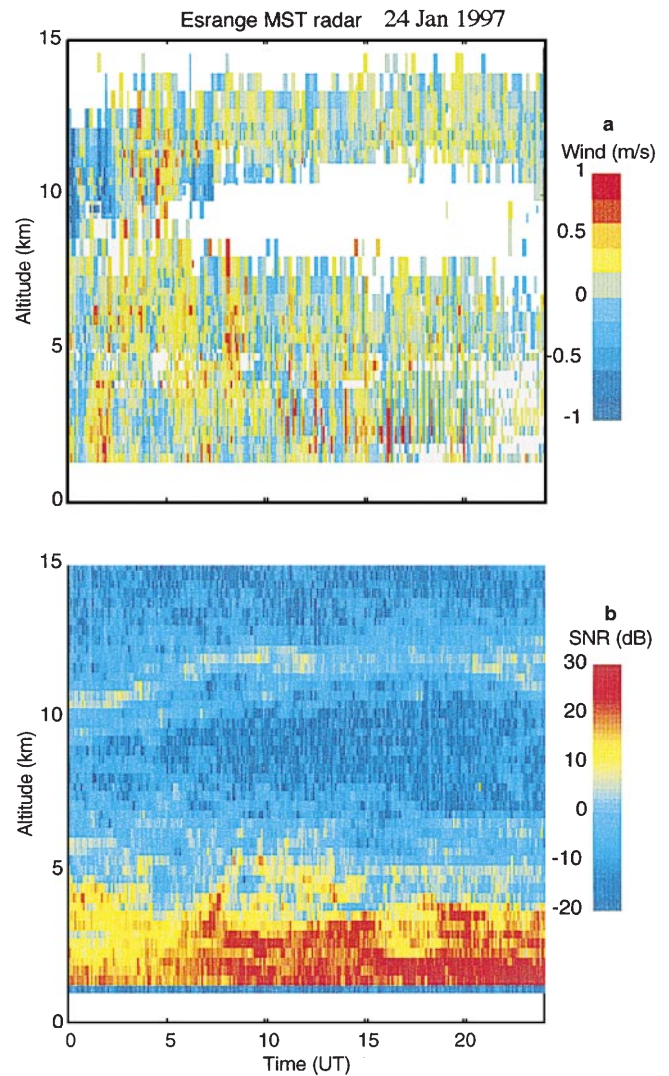 Esrange MST radar 24 Jan 1997
15
10
5
0
Altitude (km)
a
Wind (m/s)
1
0.5
0
-0.5
-1
15
10
5
0
Altitude (km)
0 5 10 15 20
Time (UT)
b
SNR (dB)
30
20
10
0
-10
-20